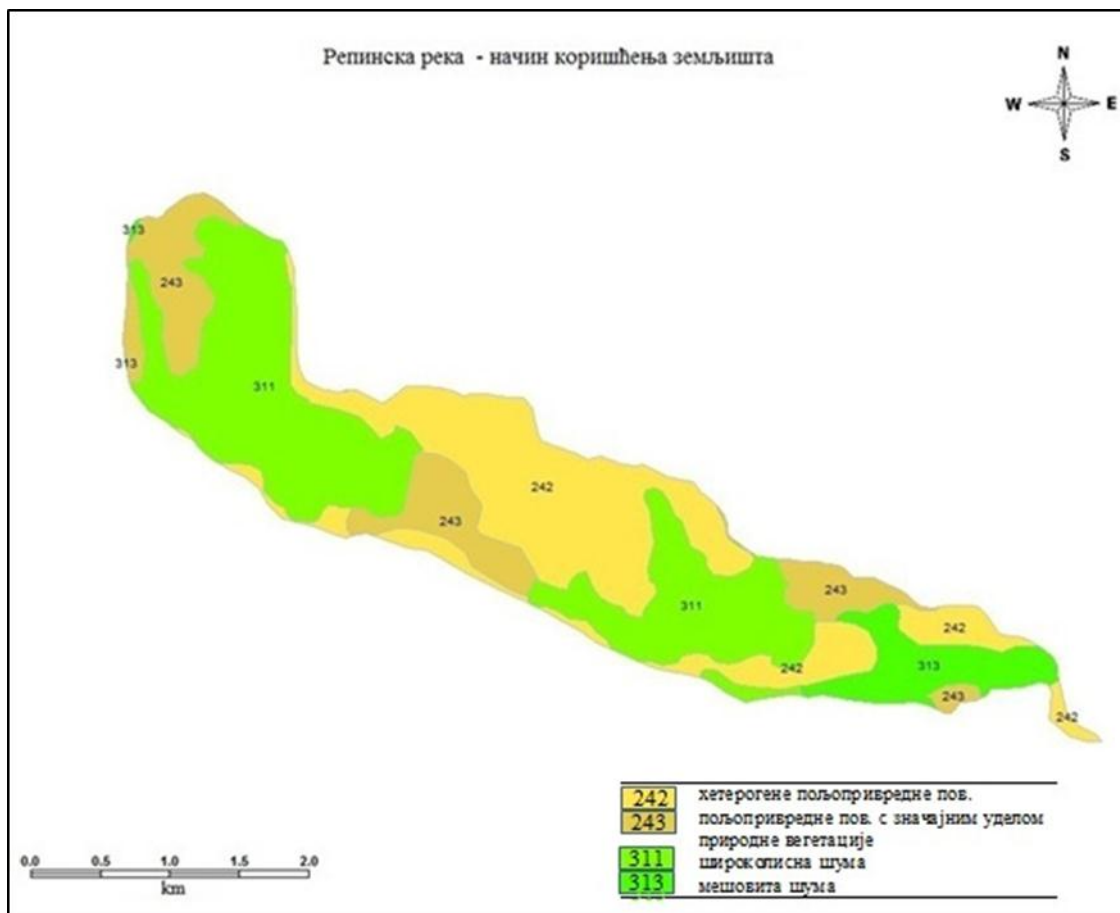 Репинска река - начин коришћења земљишта
N
W E
S
313
243
313
311
242
243
311
243
242
313
242
243
242
242 хетерогене пољопривредне пов.
243 пољопривредне пов. с значајним уделом
природне вегетације
311 широколисна шума
313 мешовита шума
0.0 0.5 1.0 1.5 2.0
km